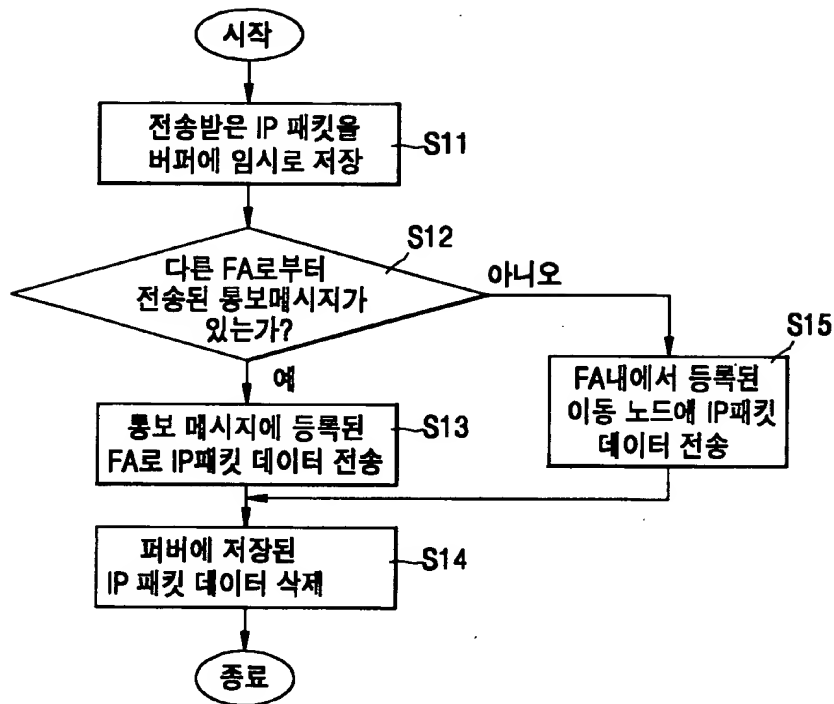 시작
전송받은 IP 패킷을
버퍼에 임시로 저장
S11
S12
다른 FA로부터
전송된 통보메시지가
있는가?
아니오
예
S15
FA내에서 등록된
이동 노드에 IP패킷
데이터 전송
통보 메시지에 등록된
FA로 IP패킷 데이터 전송
S13
퍼버에 저장된
IP 패킷 데이터 삭제
S14
종료